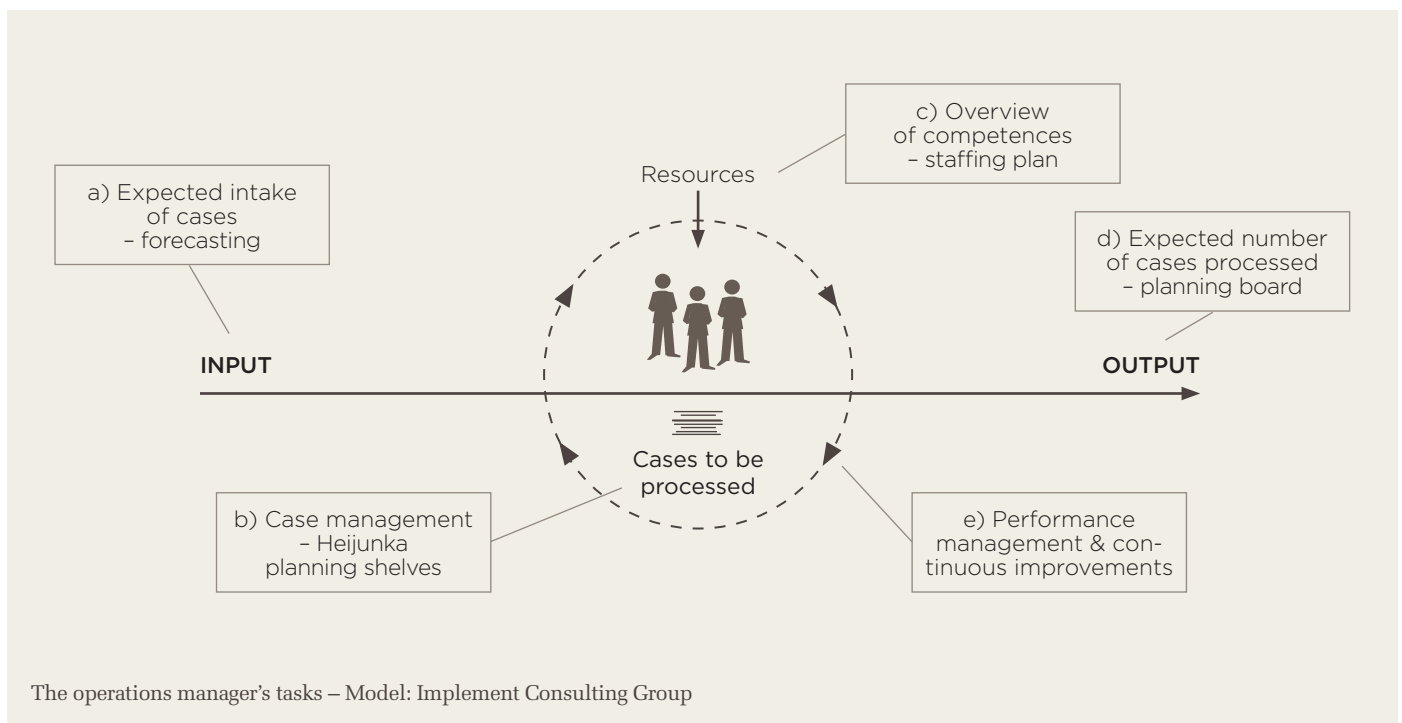 c) Overview
of competences
– staffing plan
Resources
a) Expected intake
of cases
– forecasting
d) Expected number
of cases processed
– planning board
INPUT
OUTPUT
Cases to be
processed
b) Case management
– Heijunka
planning shelves
e) Performance
management & con-
tinuous improvements
The operations manager’s tasks – Model: Implement Consulting Group